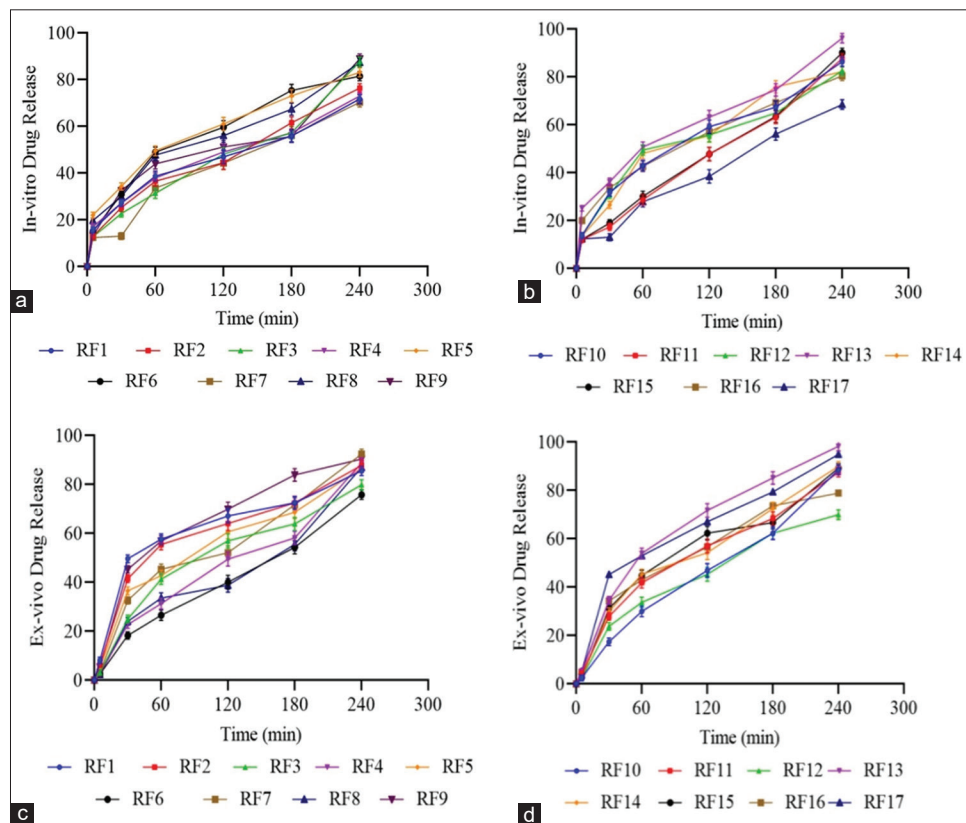 In-vitro Drug Release
100
80
60
40
20
0
0 60 120 180 240 300
Time (min)
a
RF1 RF2 RF3 RF4 RF5
RF6 RF7 RF8 RF9
In-vitro Drug Release
100
80
60
40
20
0
0 60 120 180 240 300
Time (min)
b
RF10 RF11 RF12 RF13 RF14
RF15 RF16 RF17
Ex-vivo Drug Release
100
80
60
40
20
0
0 60 120 180 240 300
Time (min)
RF1 RF2 RF3 RF4 RF5
RF6 RF7 RF8 RF9
c
Ex-vivo Drug Release
100
80
60
40
20
0
0 60 120 180 240 300
Time (min)
RF10 RF11 RF12 RF13
RF14 RF15 RF16 RF17
d